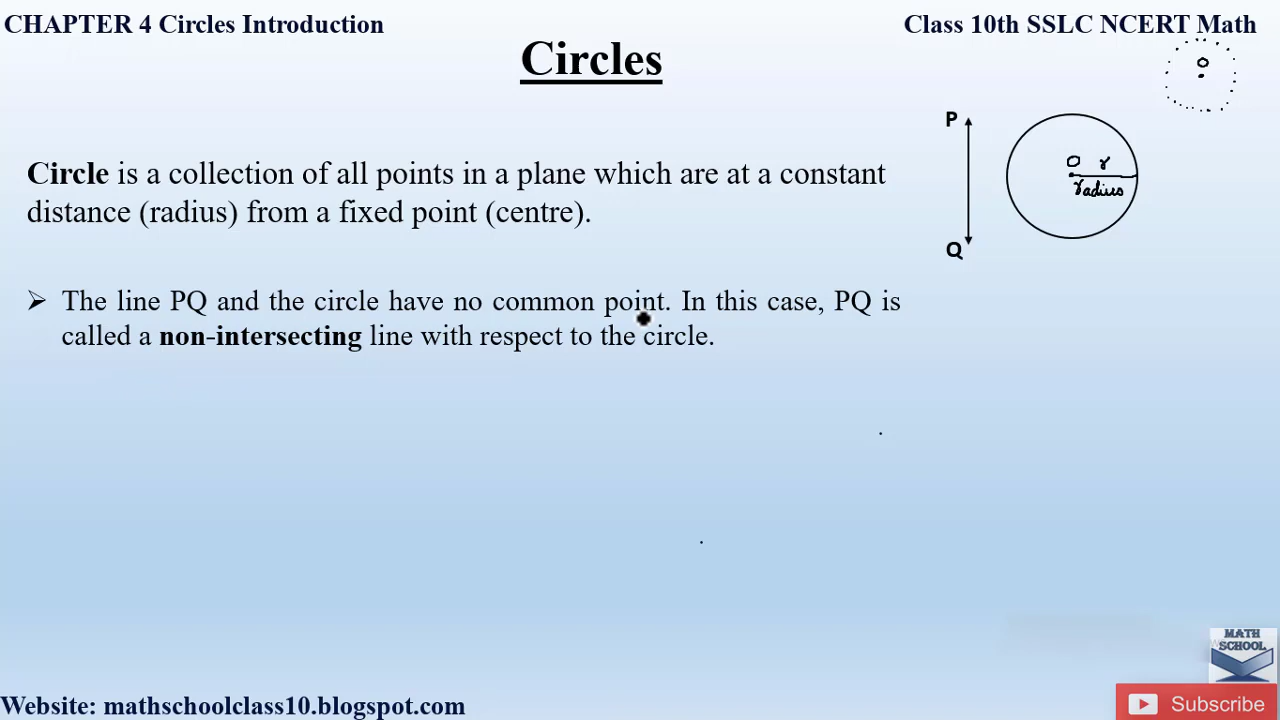 CHAPTER 4 Circles Introduction
Class 10th SSLC NCERT Math
Circles
O
P
O r
radius
Q
Circle is a collection of all points in a plane which are at a constant
distance (radius) from a fixed point (centre).
➢ The line PQ and the circle have no common point. In this case, PQ is
called a non-intersecting line with respect to the circle.
MATH
SCHOOL
Website: mathschoolclass10.blogspot.com
Subscribe